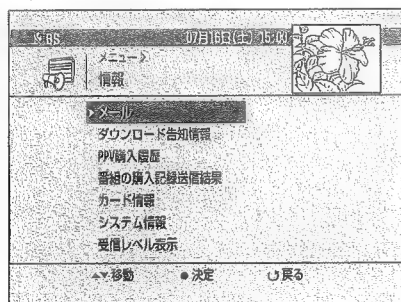 BS 07月16日(土) 15:00
メニュー>
情報
メール
ダウンロード告知情報
PPV購入履歴
番組の購入記録送信結果
カード情報
システム情報
受信レベル表示
▲▼移動 ●決定 ↺戻る